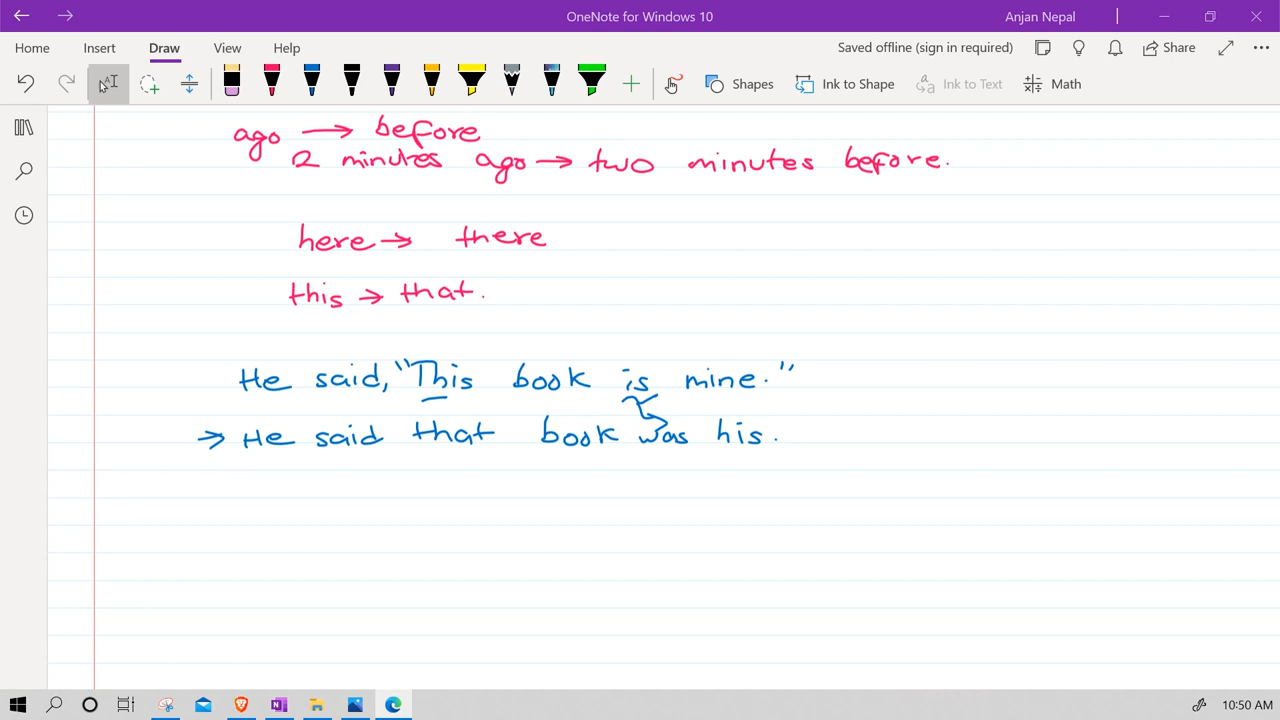 OneNote for Windows 10
Anjan Nepal
Home Insert Draw View Help
Saved offline (sign in required)
Share
Shapes
Ink to Shape
Ink to Text
Math
ago → before
2 minutes ago → two minutes before.
here → there
this → that.
He said, "This book is mine."
→ He said that book was his.
10:50 AM